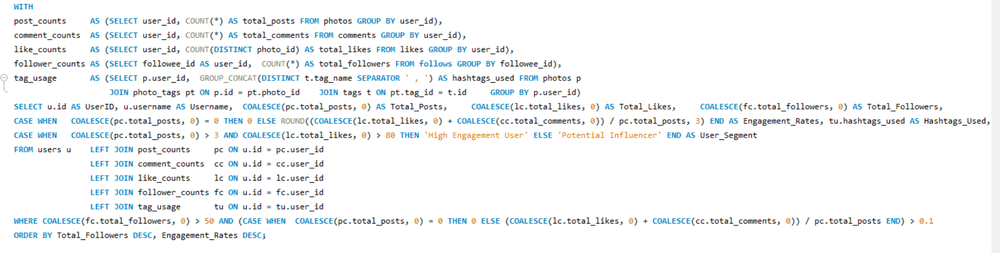 WITH
post_counts     AS (SELECT user_id, COUNT(*) AS total_posts FROM photos GROUP BY user_id),
comment_counts  AS (SELECT user_id, COUNT(*) AS total_comments FROM comments GROUP BY user_id),
like_counts     AS (SELECT user_id, COUNT(DISTINCT photo_id) AS total_likes FROM likes GROUP BY user_id),
follower_counts AS (SELECT followee_id AS user_id,  COUNT(*) AS total_followers FROM follows GROUP BY followee_id),
tag_usage       AS (SELECT p.user_id,  GROUP_CONCAT(DISTINCT t.tag_name SEPARATOR ' , ') AS hashtags_used FROM photos p
                    JOIN photo_tags pt ON p.id = pt.photo_id    JOIN tags t ON pt.tag_id = t.id     GROUP BY p.user_id)
SELECT u.id AS UserID, u.username AS Username,  COALESCE(pc.total_posts, 0) AS Total_Posts,     COALESCE(lc.total_likes, 0) AS Total_Likes,     COALESCE(fc.total_followers, 0) AS Total_Followers,
CASE WHEN   COALESCE(pc.total_posts, 0) = 0 THEN 0 ELSE ROUND((COALESCE(lc.total_likes, 0) + COALESCE(cc.total_comments, 0)) / pc.total_posts, 3) END AS Engagement_Rates, tu.hashtags_used AS Hashtags_Used,
CASE WHEN   COALESCE(pc.total_posts, 0) > 3 AND COALESCE(lc.total_likes, 0) > 80 THEN 'High Engagement User' ELSE 'Potential Influencer' END AS User_Segment
FROM users u    LEFT JOIN post_counts     pc ON u.id = pc.user_id
                LEFT JOIN comment_counts  cc ON u.id = cc.user_id
                LEFT JOIN like_counts     lc ON u.id = lc.user_id
                LEFT JOIN follower_counts fc ON u.id = fc.user_id
                LEFT JOIN tag_usage       tu ON u.id = tu.user_id
WHERE COALESCE(fc.total_followers, 0) > 50 AND (CASE WHEN  COALESCE(pc.total_posts, 0) = 0 THEN 0 ELSE (COALESCE(lc.total_likes, 0) + COALESCE(cc.total_comments, 0)) / pc.total_posts END) > 0.1
ORDER BY Total_Followers DESC, Engagement_Rates DESC;